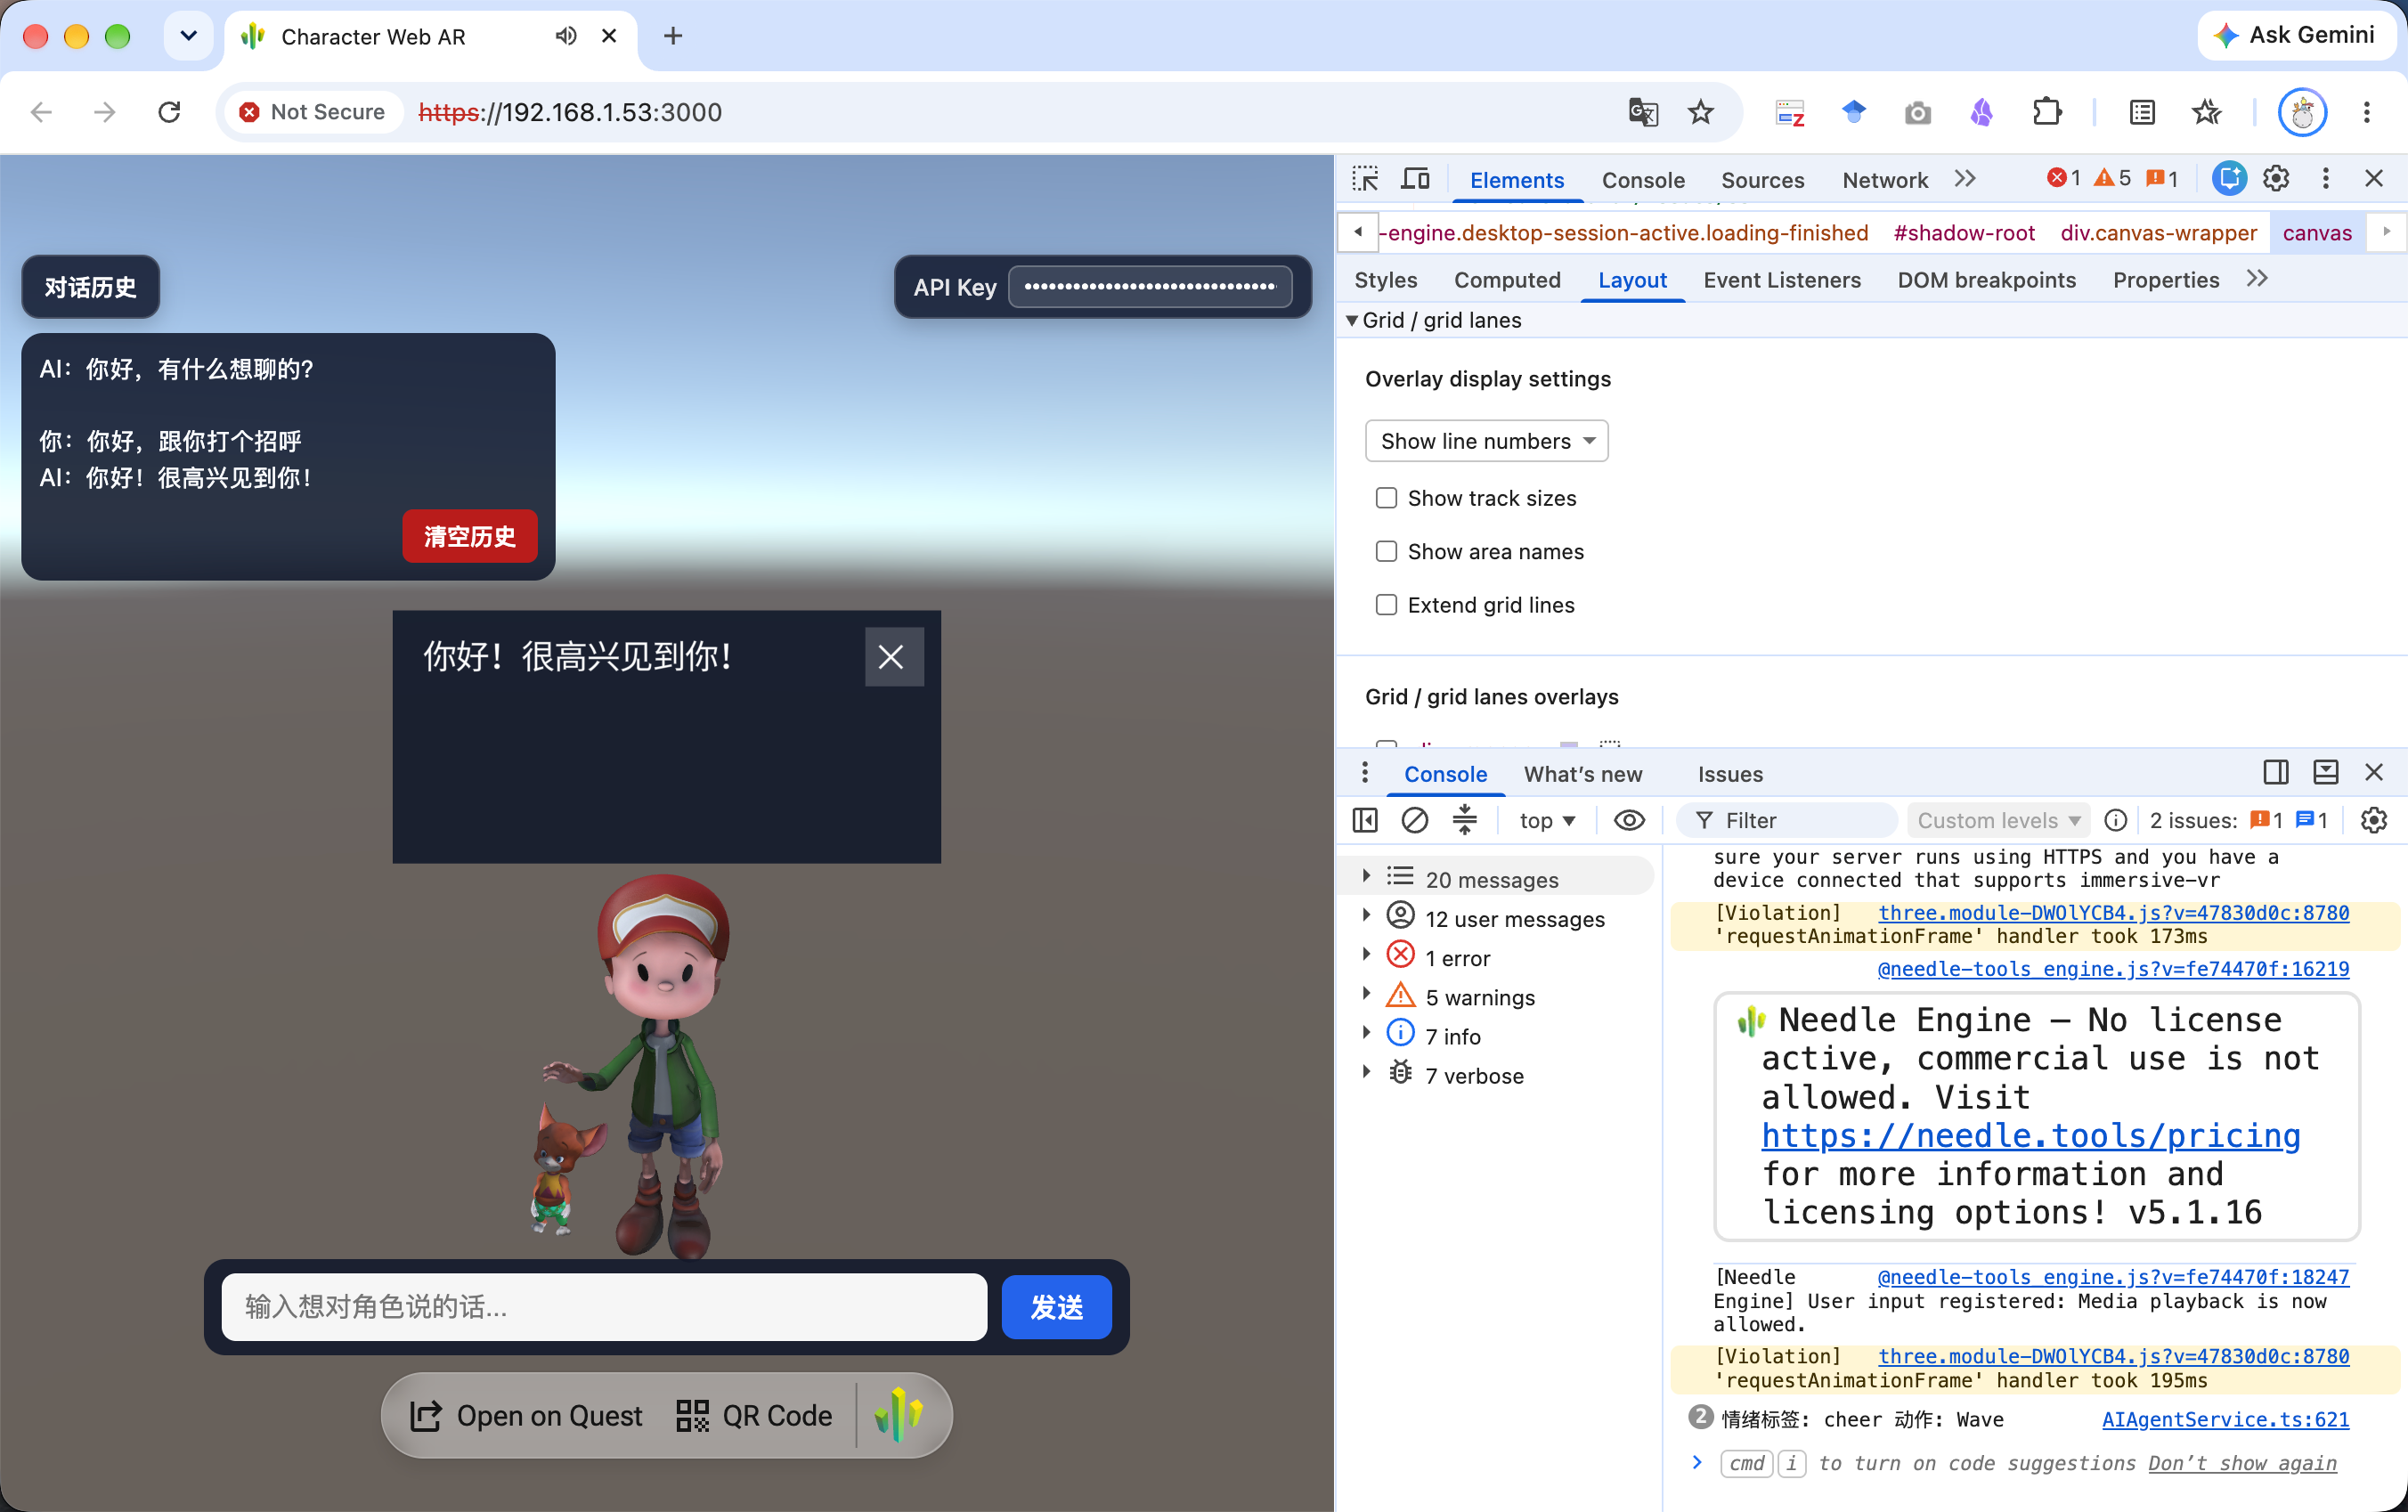 Character Web AR
Ask Gemini
Not Secure
https://192.168.1.53:3000
对话历史
API Key
AI：你好，有什么想聊的？
你：你好，跟你打个招呼
AI：你好！很高兴见到你！
清空历史
你好！很高兴见到你！
输入想对角色说的话...
发送
Open on Quest
QR Code
Elements
Console
Sources
Network
1
5
1
-engine.desktop-session-active.loading-finished
#shadow-root
div.canvas-wrapper
canvas
Styles
Computed
Layout
Event Listeners
DOM breakpoints
Properties
Grid / grid lanes
Overlay display settings
Show line numbers
Show track sizes
Show area names
Extend grid lines
Grid / grid lanes overlays
Console
What's new
Issues
top
Filter
Custom levels
2 issues:
1
1
20 messages
12 user messages
1 error
5 warnings
7 info
7 verbose
sure your server runs using HTTPS and you have a
device connected that supports immersive-vr
[Violation] three.module-DWOlYCB4.js?v=47830d0c:8780
'requestAnimationFrame' handler took 173ms
@needle-tools_engine.js?v=fe74470f:16219
Needle Engine — No license
active, commercial use is not
allowed. Visit
https://needle.tools/pricing
for more information and
licensing options! v5.1.16
[Needle @needle-tools_engine.js?v=fe74470f:18247
Engine] User input registered: Media playback is now
allowed.
[Violation] three.module-DWOlYCB4.js?v=47830d0c:8780
'requestAnimationFrame' handler took 195ms
2 情绪标签: cheer 动作: Wave AIAgentService.ts:621
cmd i to turn on code suggestions Don't show again